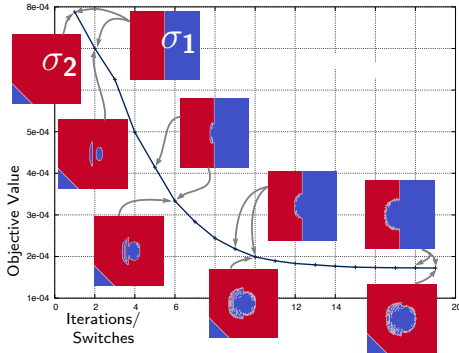 8e-04
σ₂
σ₁
5e-04
4e-04
3e-04
2e-04
1e-04
Objective Value
0 2 4 6 12 14 20
Iterations/
Switches